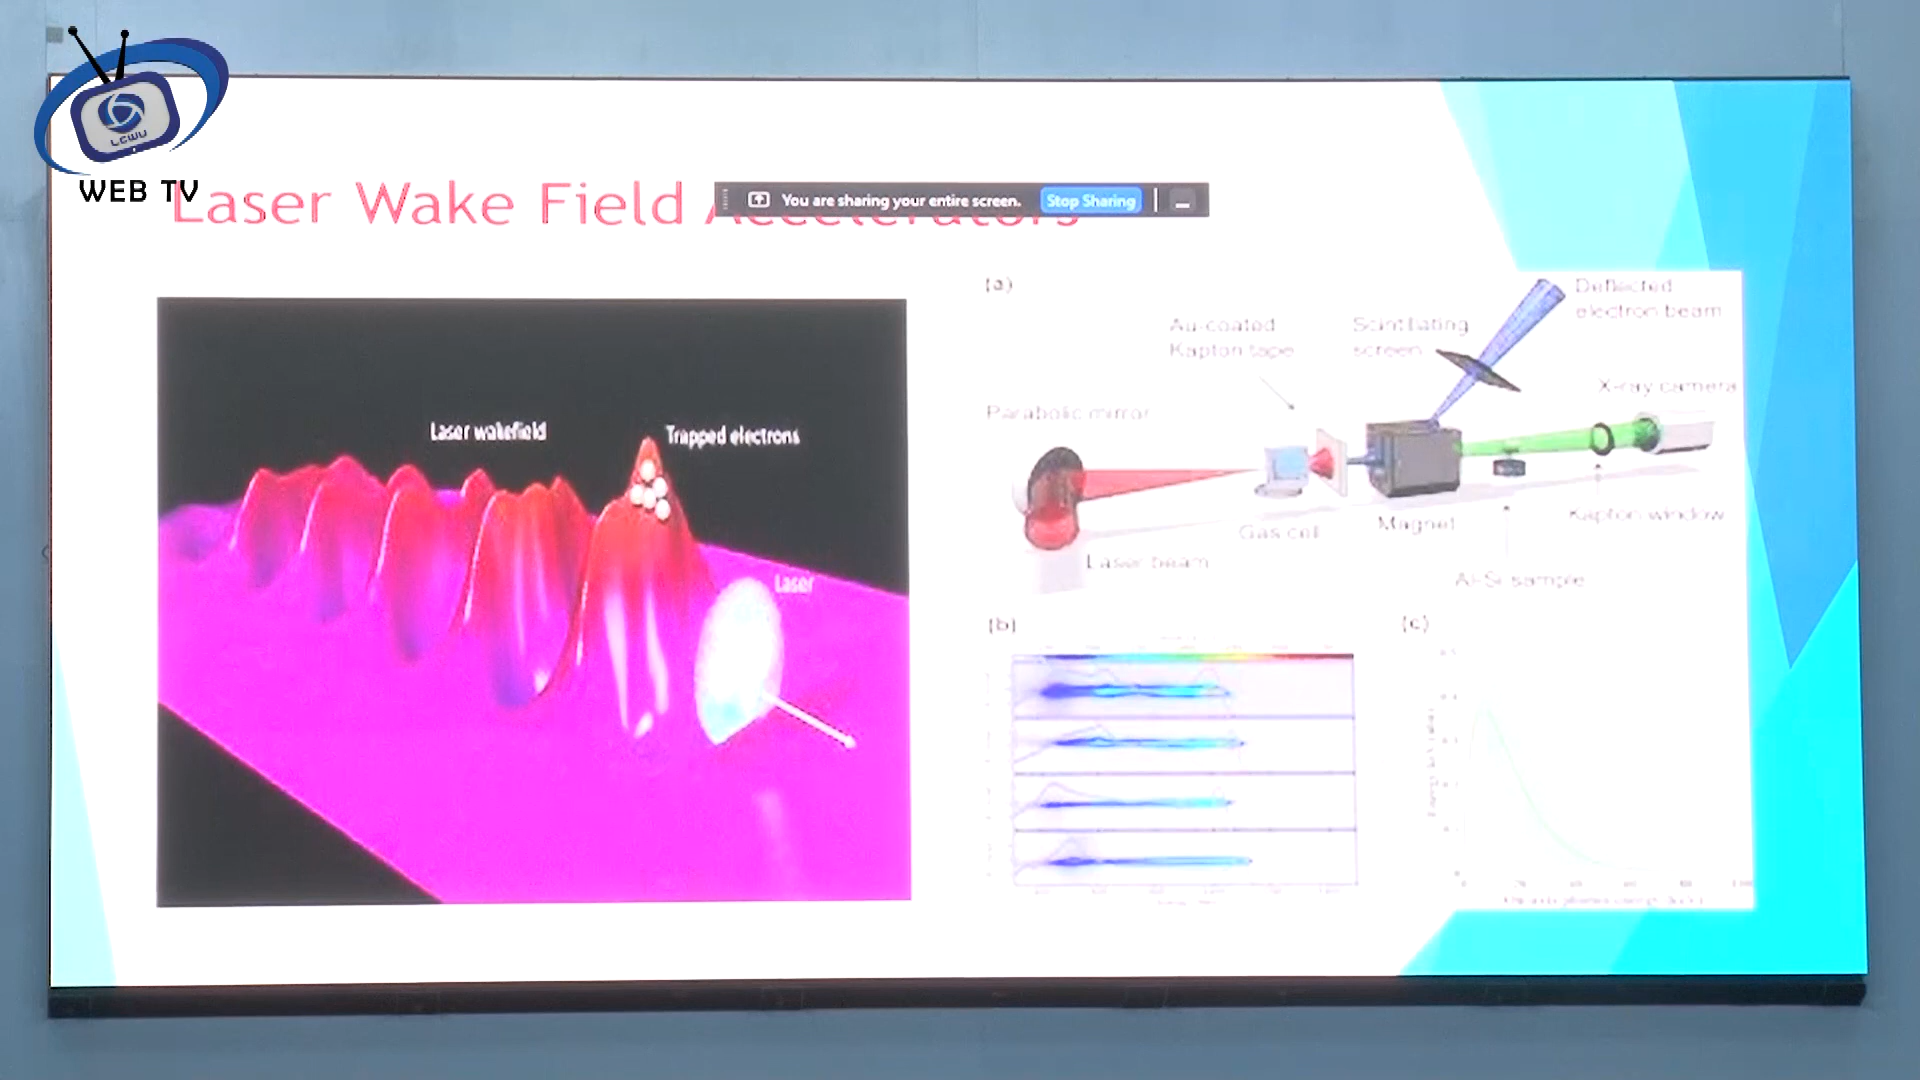 LCWU
WEB TV
Laser Wake Field Accelerators
You are sharing your entire screen.
Stop Sharing
Laser wakefield
Trapped electrons
Laser
(a)
Deflected
electron beam
Au-coated
Kapton tape
Scintillating
screen
X-ray camera
Parabolic mirror
Gas cell
Magnet
Kapton window
Laser beam
Al-Si sample
(b)
(c)